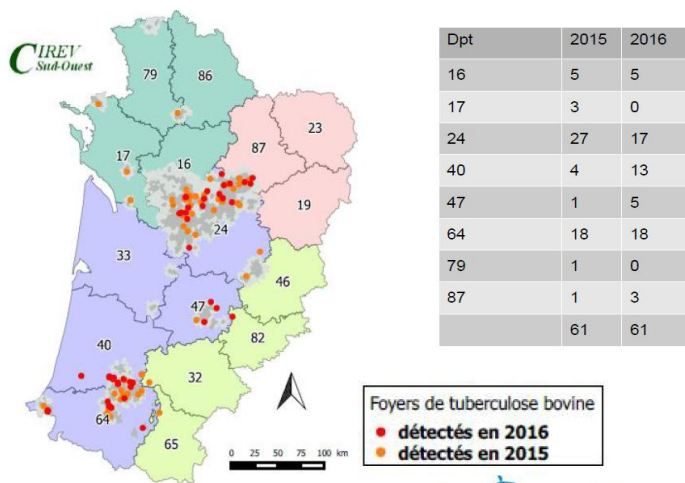 CIREV
Sud-Ouest
79
86
23
87
17
16
19
24
33
46
47
82
40
32
64
65
0 25 50 75 100 km
Dpt 2015 2016
16 5 5
17 3 0
24 27 17
40 4 13
47 1 5
64 18 18
79 1 0
87 1 3
61 61
Foyers de tuberculose bovine
détectés en 2016
détectés en 2015